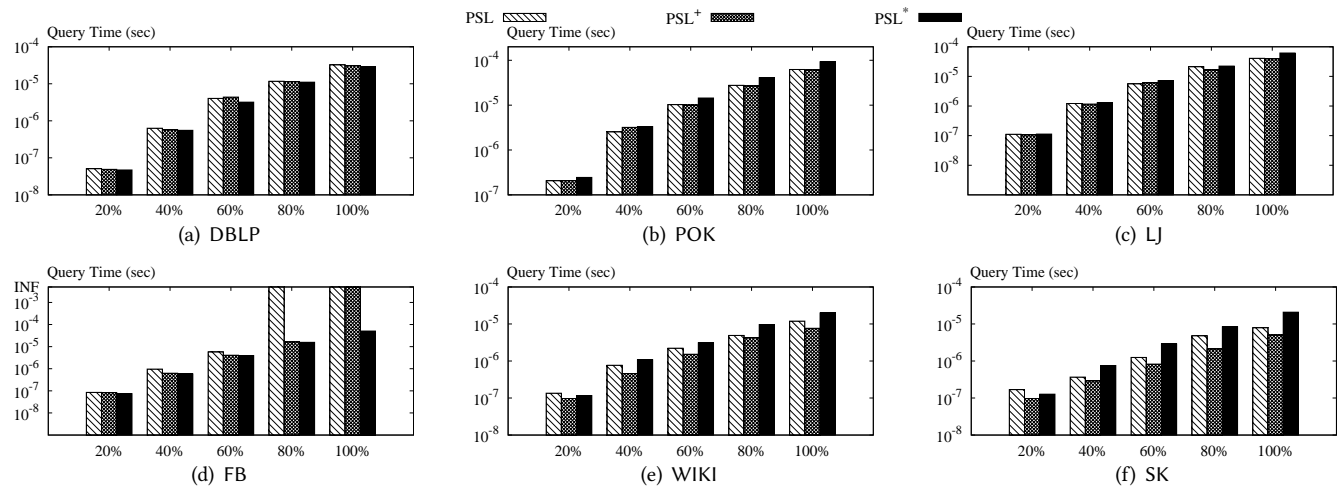 PSL PSL+ PSL*
Query Time (sec)
10-4
10-5
10-6
10-7
10-8
20% 40% 60% 80% 100%
(a) DBLP
Query Time (sec)
10-4
10-5
10-6
10-7
20% 40% 60% 80% 100%
(b) POK
Query Time (sec)
10-4
10-5
10-6
10-7
10-8
20% 40% 60% 80% 100%
(c) LJ
Query Time (sec)
INF
10-3
10-4
10-5
10-6
10-7
10-8
20% 40% 60% 80% 100%
(d) FB
Query Time (sec)
10-4
10-5
10-6
10-7
10-8
20% 40% 60% 80% 100%
(e) WIKI
Query Time (sec)
10-4
10-5
10-6
10-7
10-8
20% 40% 60% 80% 100%
(f) SK